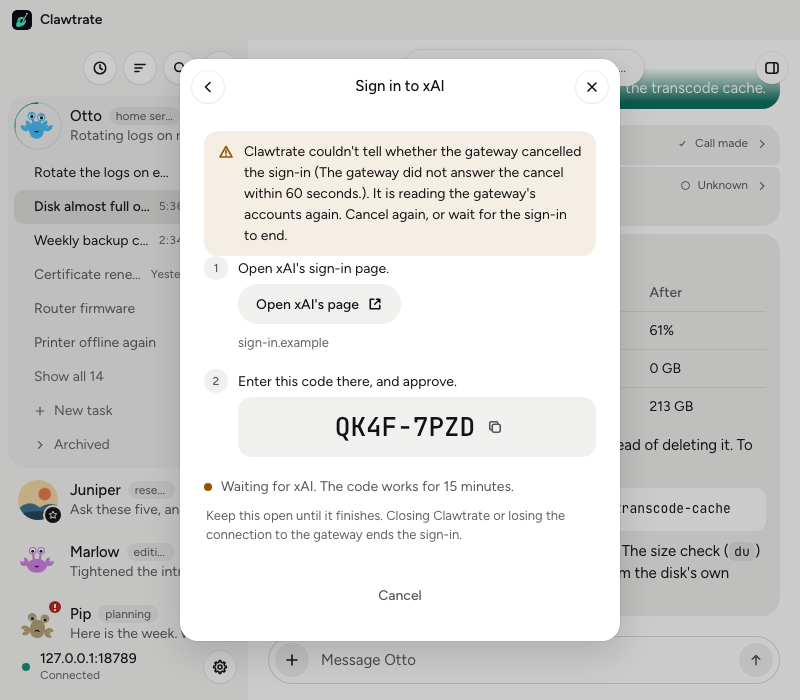 Clawtrate
Otto
home ser...
Rotating logs on
Rotate the logs on e...
Disk almost full o...
5:36
Weekly backup c...
2:34
Certificate rene...
Yeste
Router firmware
Printer offline again
Show all 14
New task
Archived
Juniper
rese...
Ask these five, an
Marlow
editi...
Tightened the intr
Pip
planning
Here is the week.
127.0.0.1:18789
Connected
Sign in to xAI
Clawtrate couldn't tell whether the gateway cancelled
the sign-in (The gateway did not answer the cancel
within 60 seconds.). It is reading the gateway's
accounts again. Cancel again, or wait for the sign-in
to end.
1 Open xAI's sign-in page.
Open xAI's page
sign-in.example
2 Enter this code there, and approve.
QK4F-7PZD
Waiting for xAI. The code works for 15 minutes.
Keep this open until it finishes. Closing Clawtrate or losing the
connection to the gateway ends the sign-in.
Cancel
the transcode cache.
Call made
Unknown
After
61%
0 GB
213 GB
ead of deleting it. To
transcode-cache
The size check (du)
m the disk's own
Message Otto